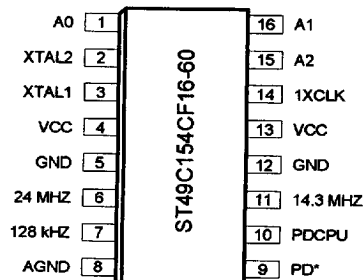 A0 1
XTAL2 2
XTAL1 3
VCC 4
GND 5
24 MHZ 6
128 kHZ 7
AGND 8
ST49C154CF16-60
16 A1
15 A2
14 1XCLK
13 VCC
12 GND
11 14.3 MHZ
10 PDCPU
9 PD*